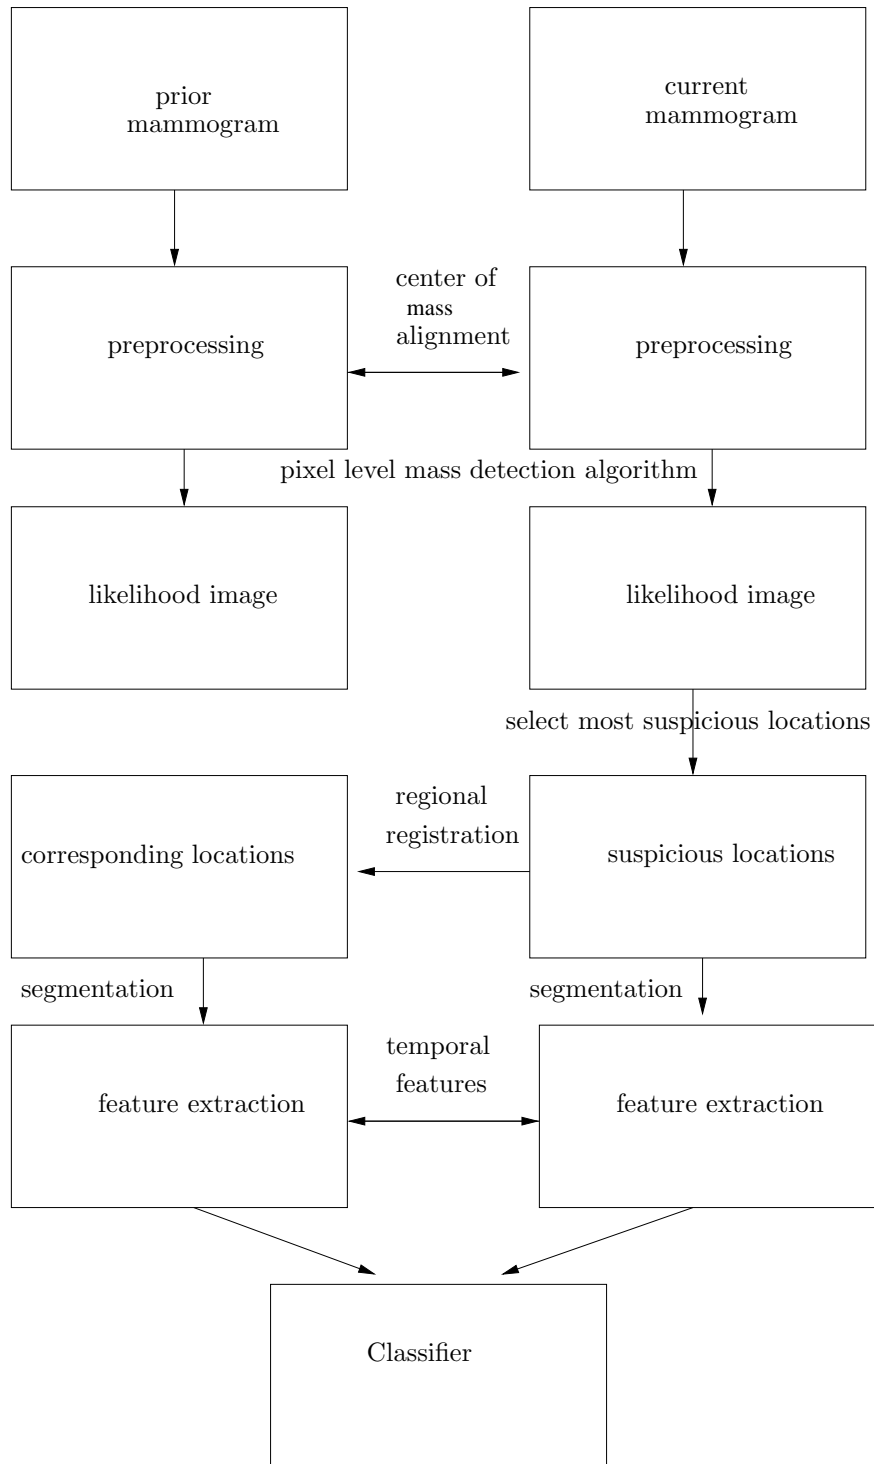 prior
mammogram
current
mammogram
center of
mass
alignment
preprocessing
preprocessing
pixel level mass detection algorithm
likelihood image
likelihood image
select most suspicious locations
regional
registration
corresponding locations
suspicious locations
segmentation
segmentation
temporal
features
feature extraction
feature extraction
Classifier